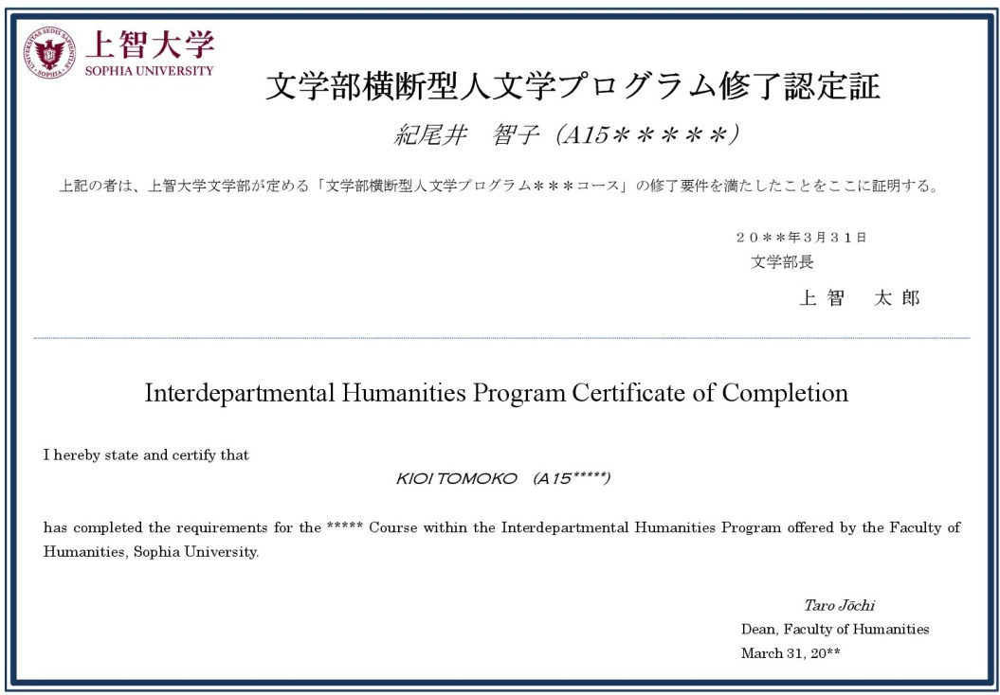 UNIVERSITAS SEDIS SAPIENTIAE
SOPHIA
上智大学
SOPHIA UNIVERSITY
文学部横断型人文学プログラム修了認定証
紀尾井　智子（A15＊＊＊＊＊）
上記の者は、上智大学文学部が定める「文学部横断型人文学プログラム＊＊＊コース」の修了要件を満たしたことをここに証明する。
２０＊＊年３月３１日
文学部長
上 智　太 郎
Interdepartmental Humanities Program Certificate of Completion
I hereby state and certify that
KIOI TOMOKO (A15*****)
has completed the requirements for the ***** Course within the Interdepartmental Humanities Program offered by the Faculty of
Humanities, Sophia University.
Taro Jōchi
Dean, Faculty of Humanities
March 31, 20**